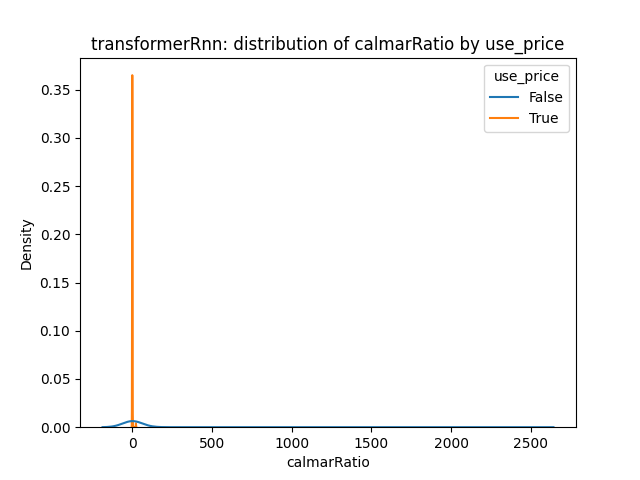 transformerRnn: distribution of calmarRatio by use_price
use_price
False
True
Density
0.35
0.30
0.25
0.20
0.15
0.10
0.05
0.00
0
500
1000
1500
2000
2500
calmarRatio